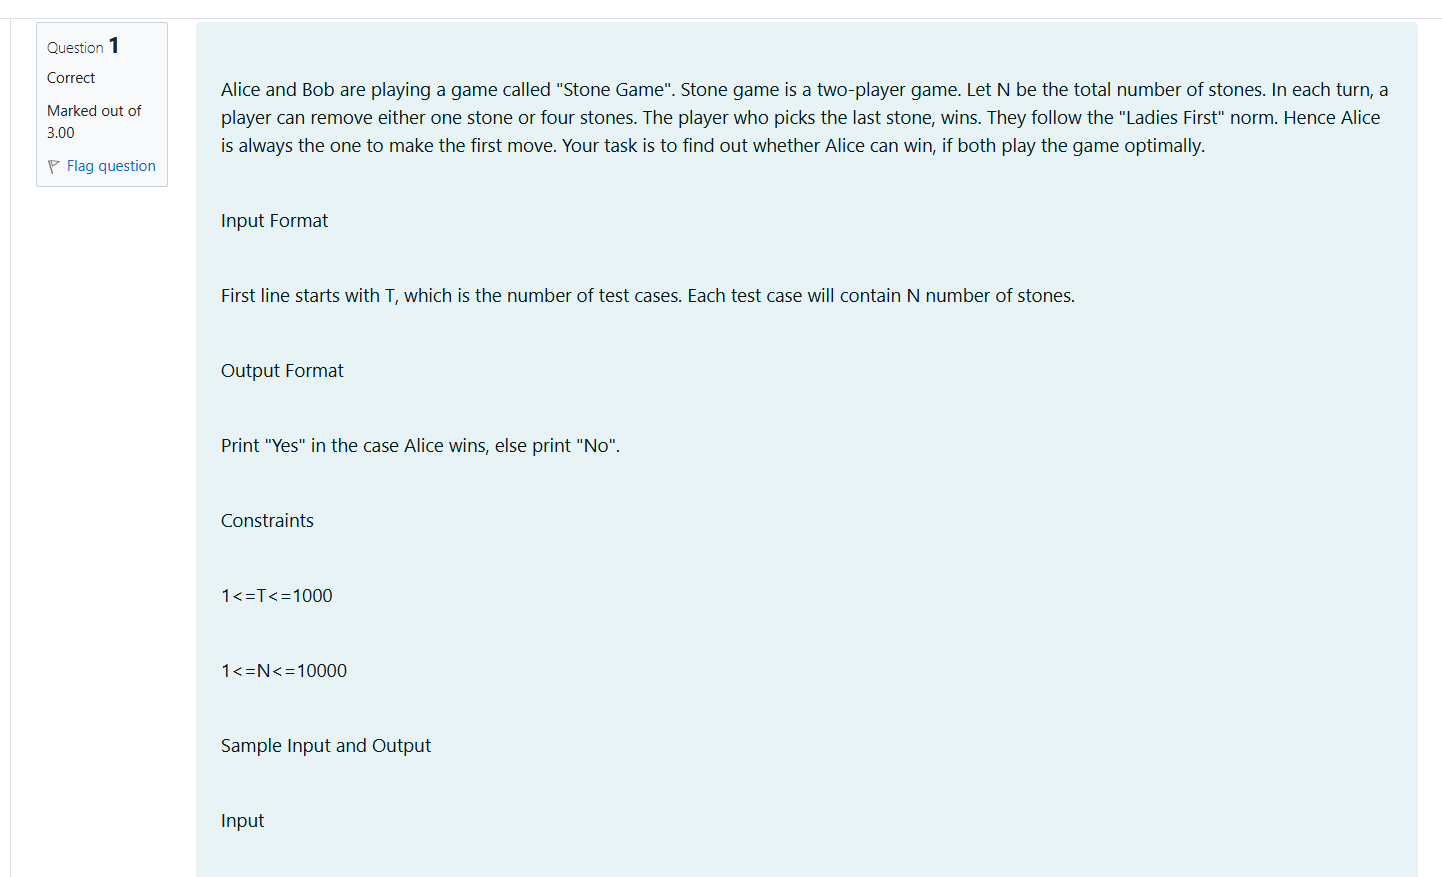 Question 1
Correct
Marked out of
3.00
Flag question
Alice and Bob are playing a game called "Stone Game". Stone game is a two-player game. Let N be the total number of stones. In each turn, a
player can remove either one stone or four stones. The player who picks the last stone, wins. They follow the "Ladies First" norm. Hence Alice
is always the one to make the first move. Your task is to find out whether Alice can win, if both play the game optimally.
Input Format
First line starts with T, which is the number of test cases. Each test case will contain N number of stones.
Output Format
Print "Yes" in the case Alice wins, else print "No".
Constraints
1<=T<=1000
1<=N<=10000
Sample Input and Output
Input